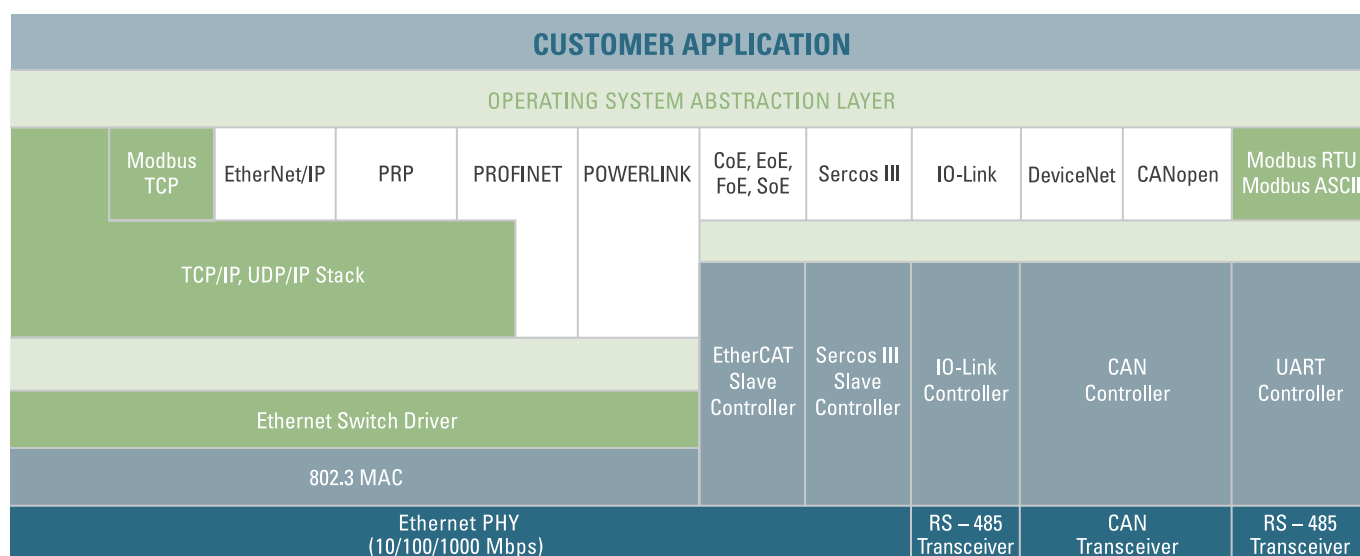 CUSTOMER APPLICATION
OPERATING SYSTEM ABSTRACTION LAYER
Modbus
TCP
EtherNet/IP
PRP
PROFINET
POWERLINK
CoE, EoE,
FoE, SoE
Sercos III
IO-Link
DeviceNet
CANopen
Modbus RTU
Modbus ASCII
TCP/IP, UDP/IP Stack
EtherCAT
Slave
Controller
Sercos III
Slave
Controller
IO-Link
Controller
CAN
Controller
UART
Controller
Ethernet Switch Driver
802.3 MAC
Ethernet PHY
(10/100/1000 Mbps)
RS – 485
Transceiver
CAN
Transceiver
RS – 485
Transceiver